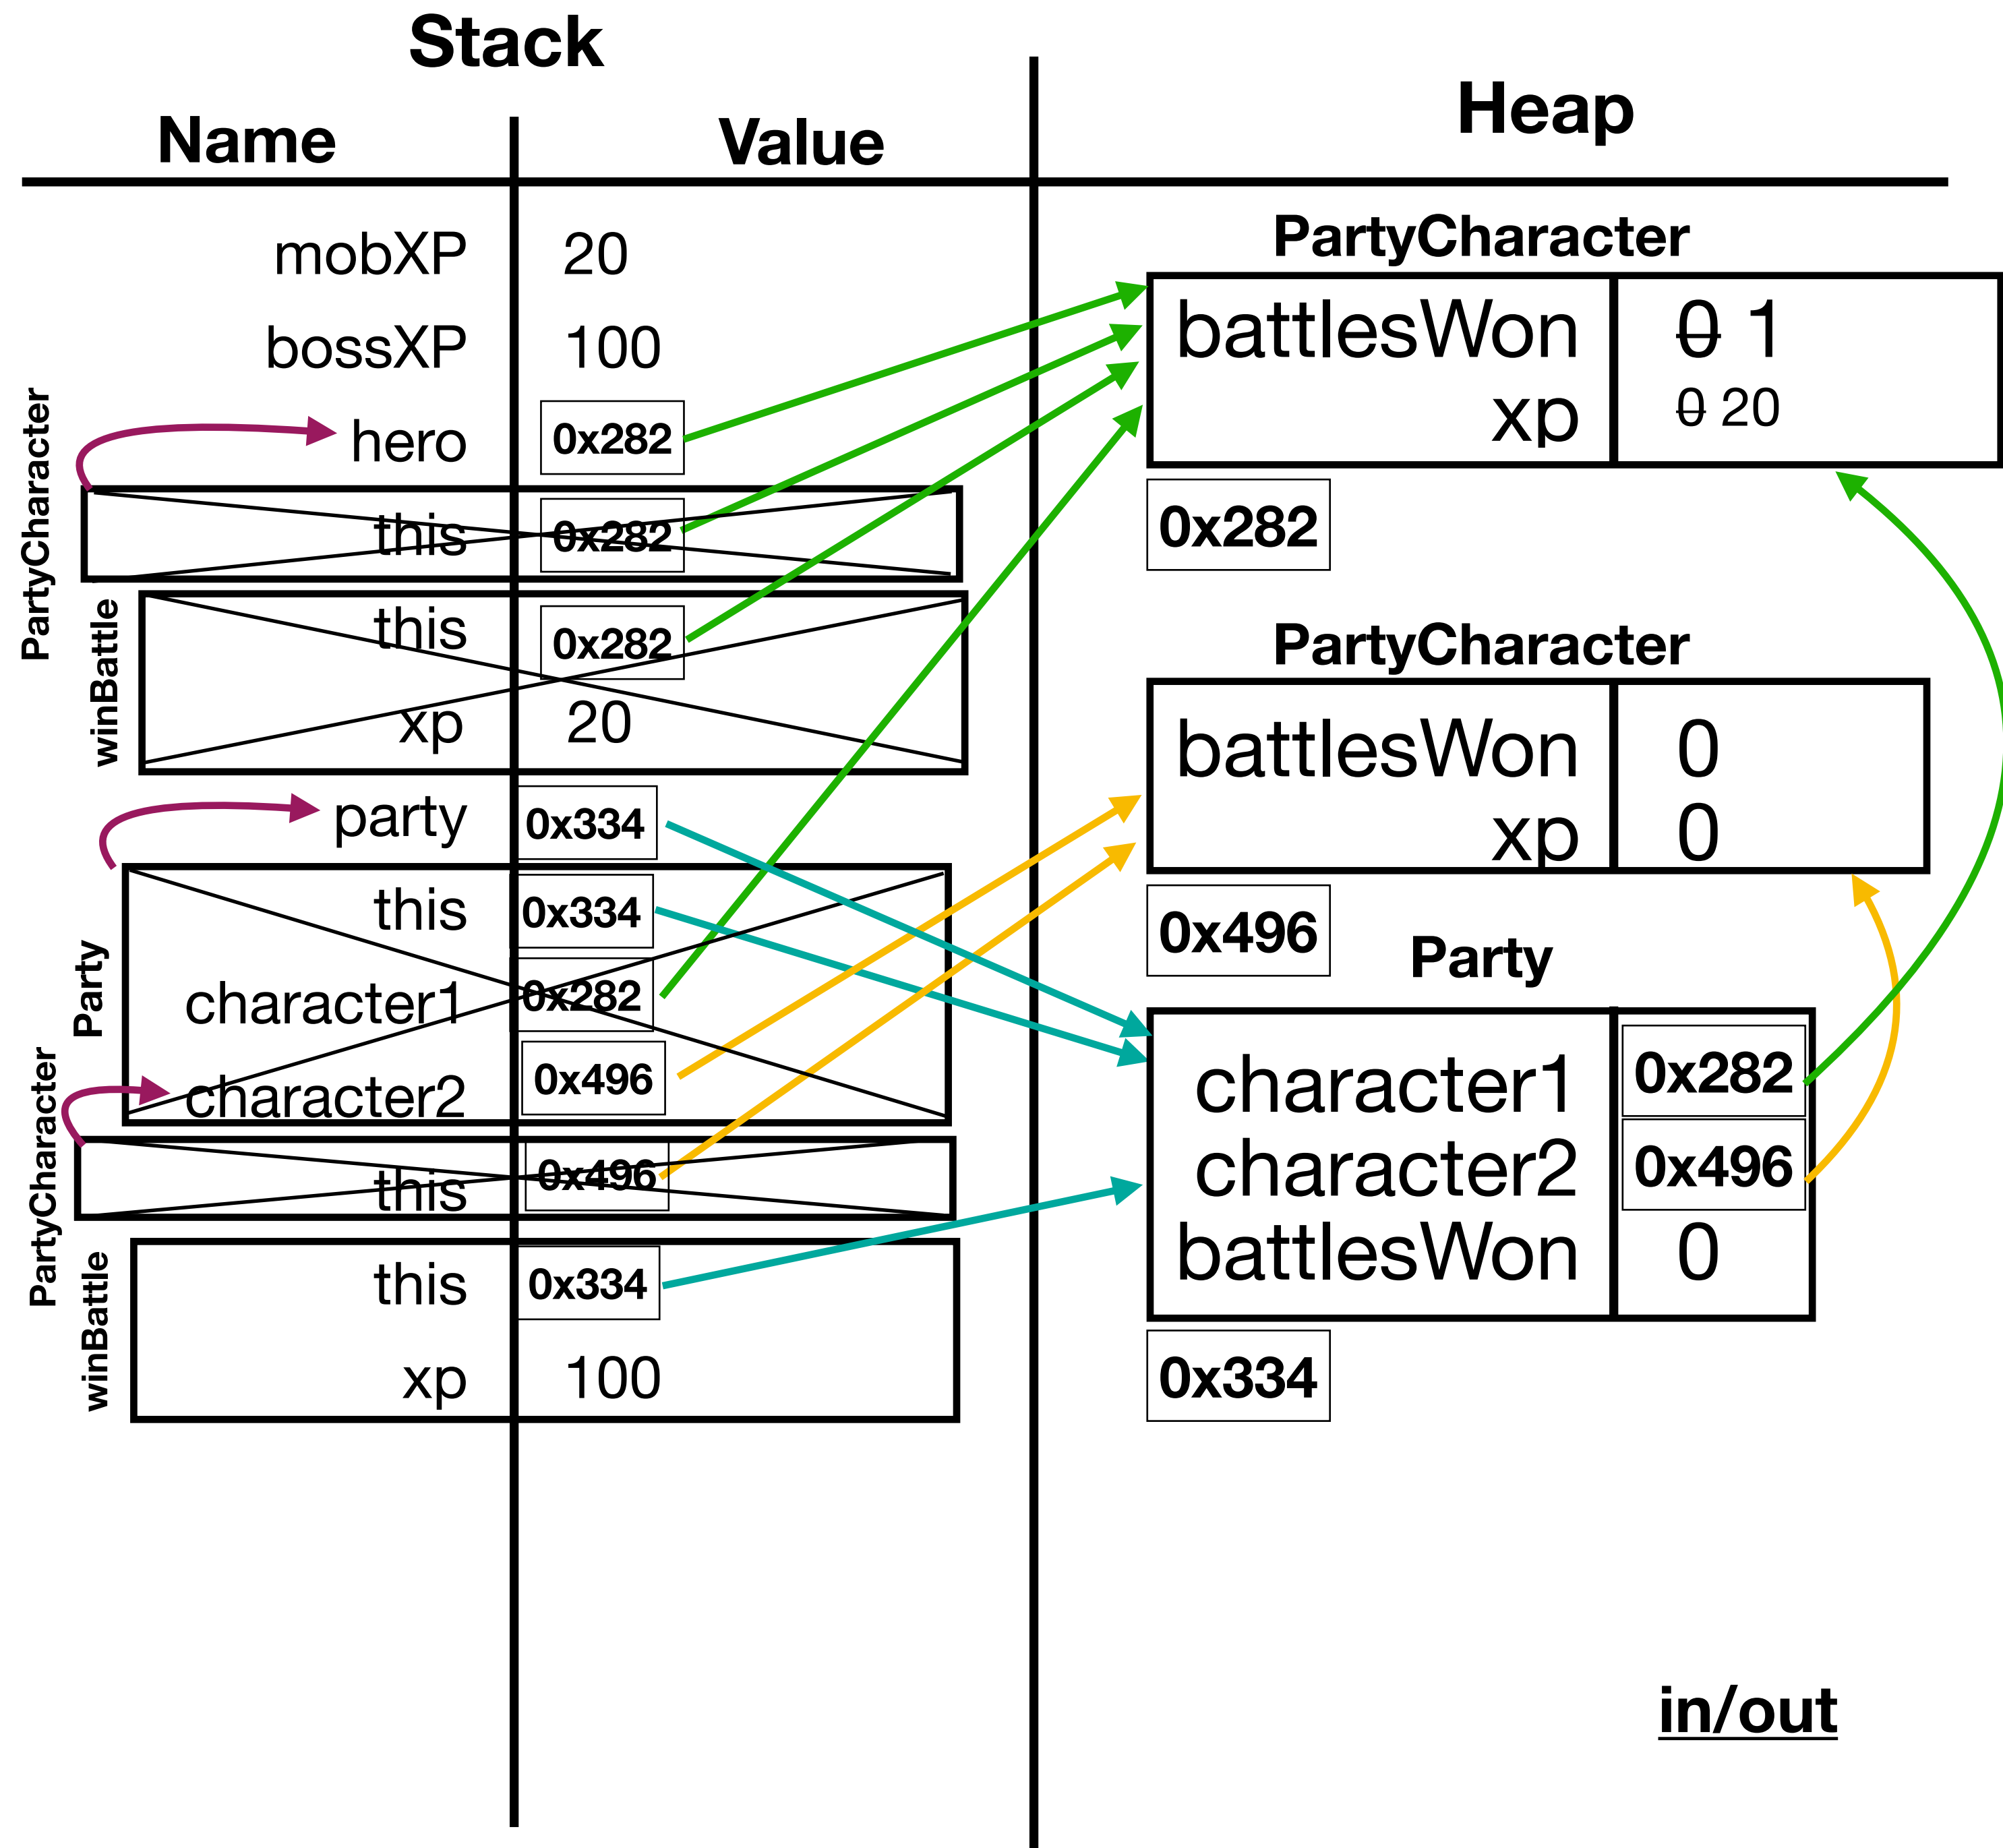 Stack
Heap
Name Value
mobXP 20
bossXP 100
hero 0x282
PartyCharacter
this 0x282
winBattle
this 0x282
xp 20
party 0x334
Party
this 0x334
character1 0x282
character2 0x496
PartyCharacter
this 0x496
winBattle
this 0x334
xp 100
PartyCharacter
battlesWon 0 1
xp 0 20
0x282
PartyCharacter
battlesWon 0
xp 0
0x496
Party
character1 0x282
character2 0x496
battlesWon 0
0x334
in/out